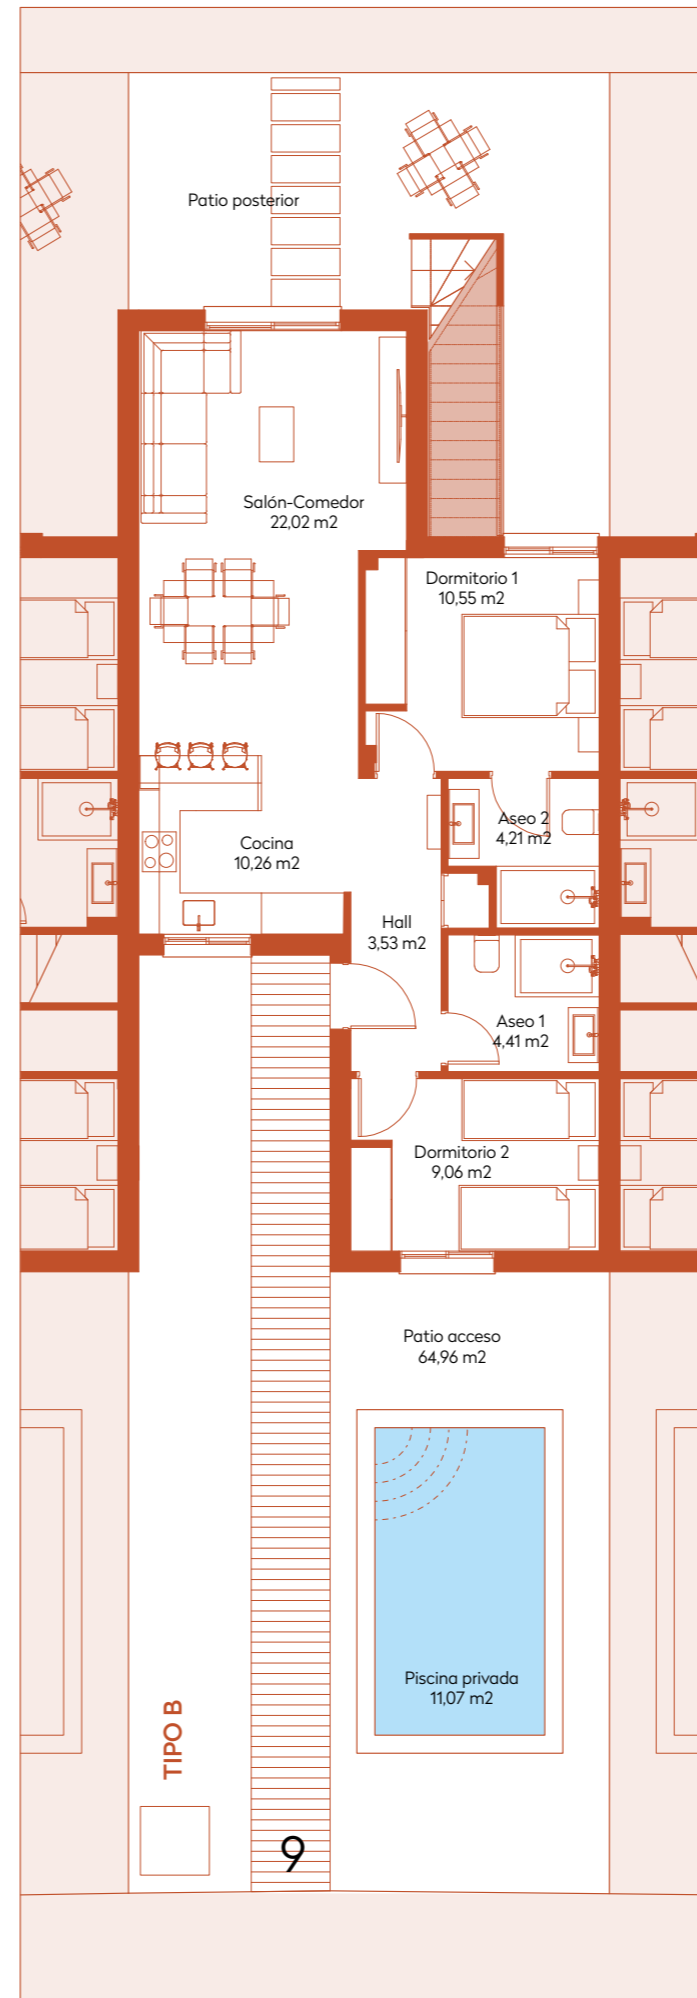 Patio posterior
Salón-Comedor
22,02 m2
Dormitorio 1
10,55 m2
Aseo 2
4,21 m2
Cocina
10,26 m2
Hall
3,53 m2
Aseo 1
4,41 m2
Dormitorio 2
9,06 m2
Patio acceso
64,96 m2
Piscina privada
11,07 m2
TIPO B
9